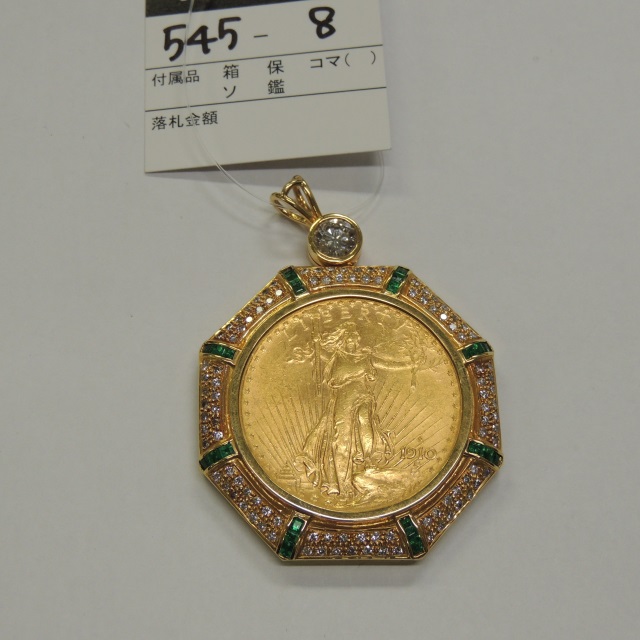 545-8
付属品 箱 保 コマ( )
ソ 鑑
落札金額
LIBERTY
1910